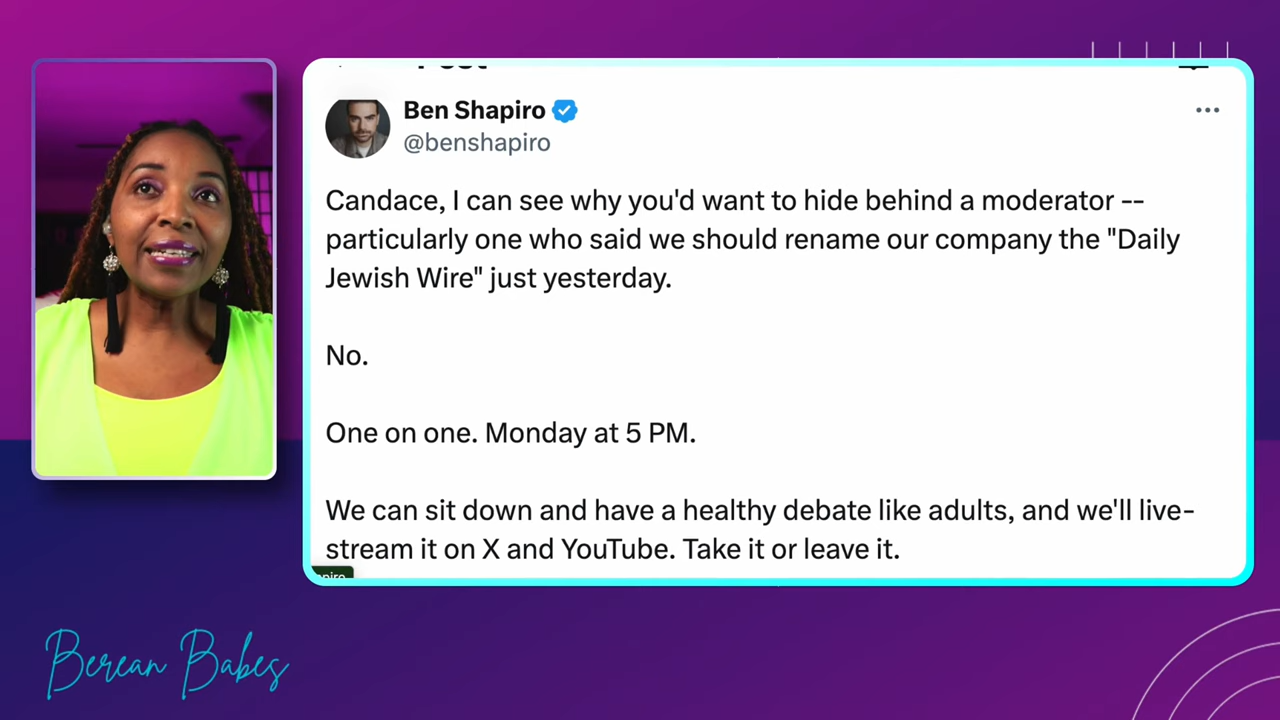 Ben Shapiro
@benshapiro
Candace, I can see why you'd want to hide behind a moderator --
particularly one who said we should rename our company the "Daily
Jewish Wire" just yesterday.
No.
One on one. Monday at 5 PM.
We can sit down and have a healthy debate like adults, and we'll live-
stream it on X and YouTube. Take it or leave it.
Berean Babes